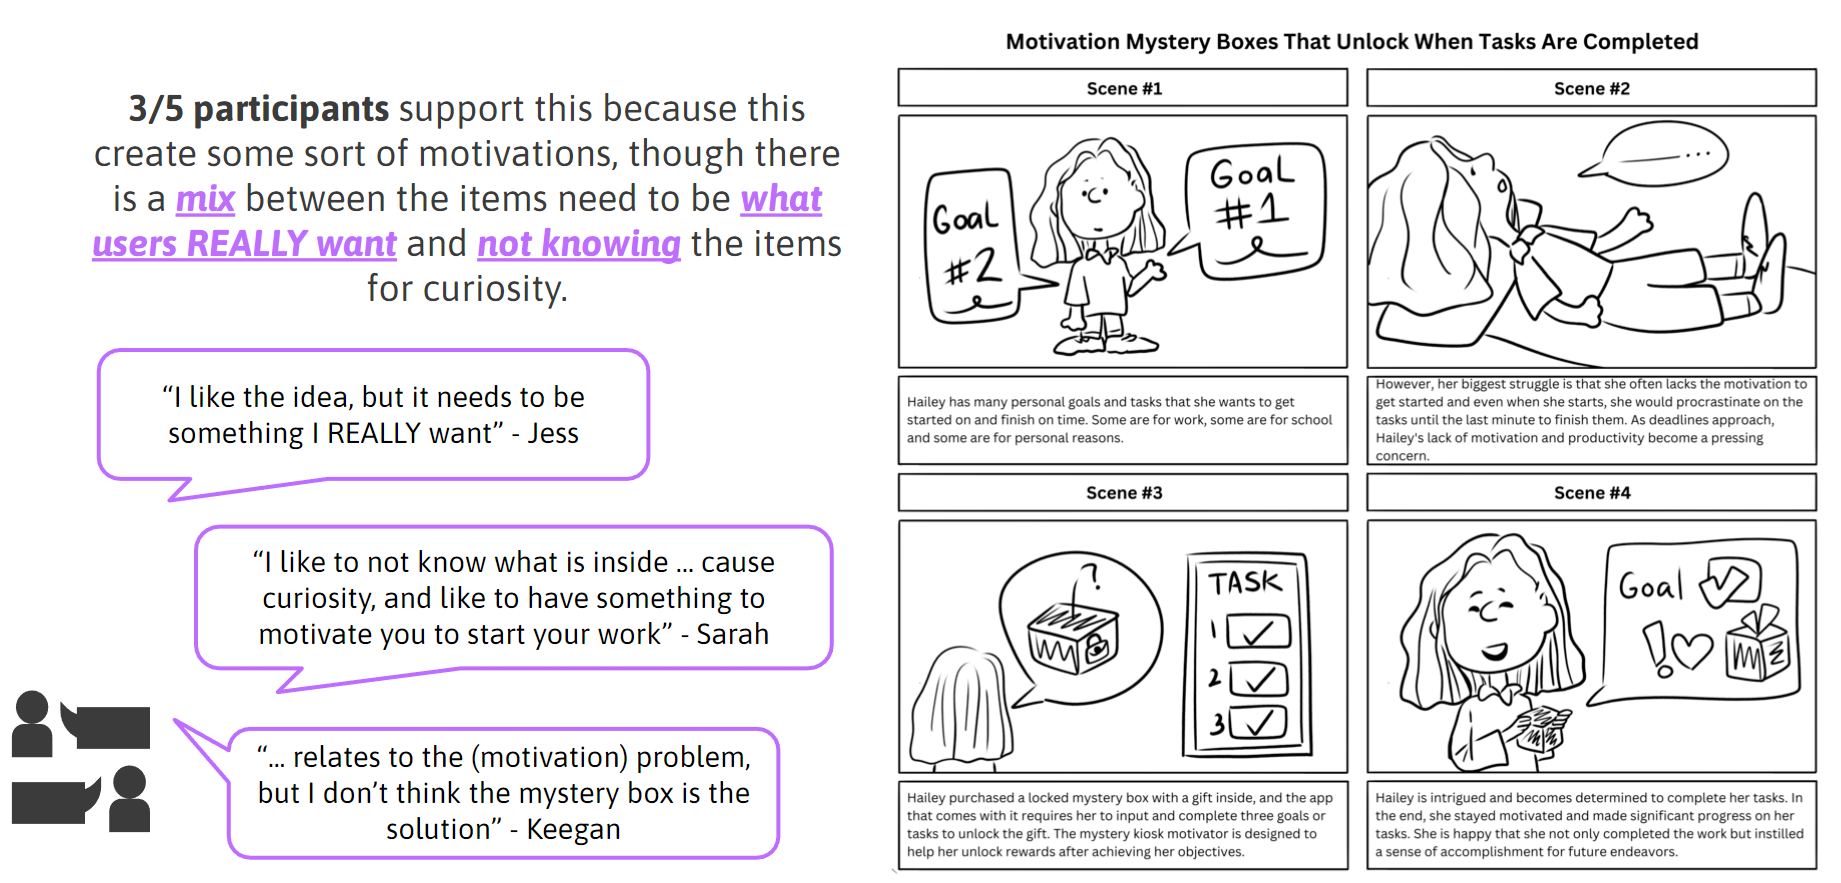 3/5 participants support this because this
create some sort of motivations, though there
is a mix between the items need to be what
users REALLY want and not knowing the items
for curiosity.
“I like the idea, but it needs to be
something I REALLY want” - Jess
“I like to not know what is inside ... cause
curiosity, and like to have something to
motivate you to start your work” - Sarah
“... relates to the (motivation) problem,
but I don’t think the mystery box is the
solution” - Keegan
Motivation Mystery Boxes That Unlock When Tasks Are Completed
Scene #1
Goal
#2
Goal
#1
Hailey has many personal goals and tasks that she wants to get
started on and finish on time. Some are for work, some are for school
and some are for personal reasons.
Scene #2
...
However, her biggest struggle is that she often lacks the motivation to
get started and even when she starts, she would procrastinate on the
tasks until the last minute to finish them. As deadlines approach,
Hailey's lack of motivation and productivity become a pressing
concern.
Scene #3
?
TASK
1
2
3
Hailey purchased a locked mystery box with a gift inside, and the app
that comes with it requires her to input and complete three goals or
tasks to unlock the gift. The mystery kiosk motivator is designed to
help her unlock rewards after achieving her objectives.
Scene #4
Goal
!
Hailey is intrigued and becomes determined to complete her tasks. In
the end, she stayed motivated and made significant progress on her
tasks. She is happy that she not only completed the work but instilled
a sense of accomplishment for future endeavors.